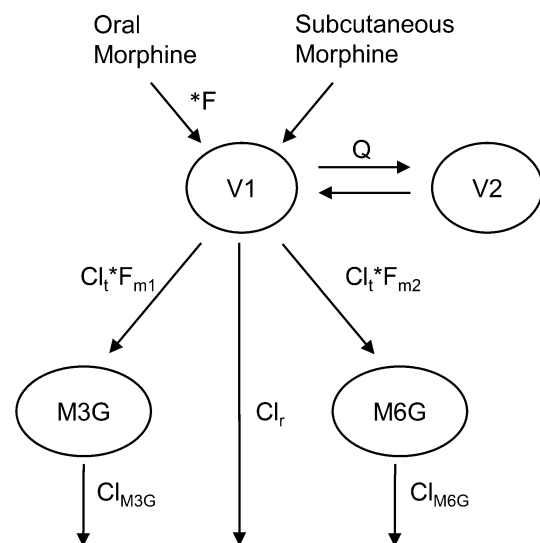 Oral
Morphine
Subcutaneous
Morphine
*F
Q
V1
V2
Cl_t*F_m1
Cl_t*F_m2
M3G
Cl_r
M6G
Cl_M3G
Cl_M6G